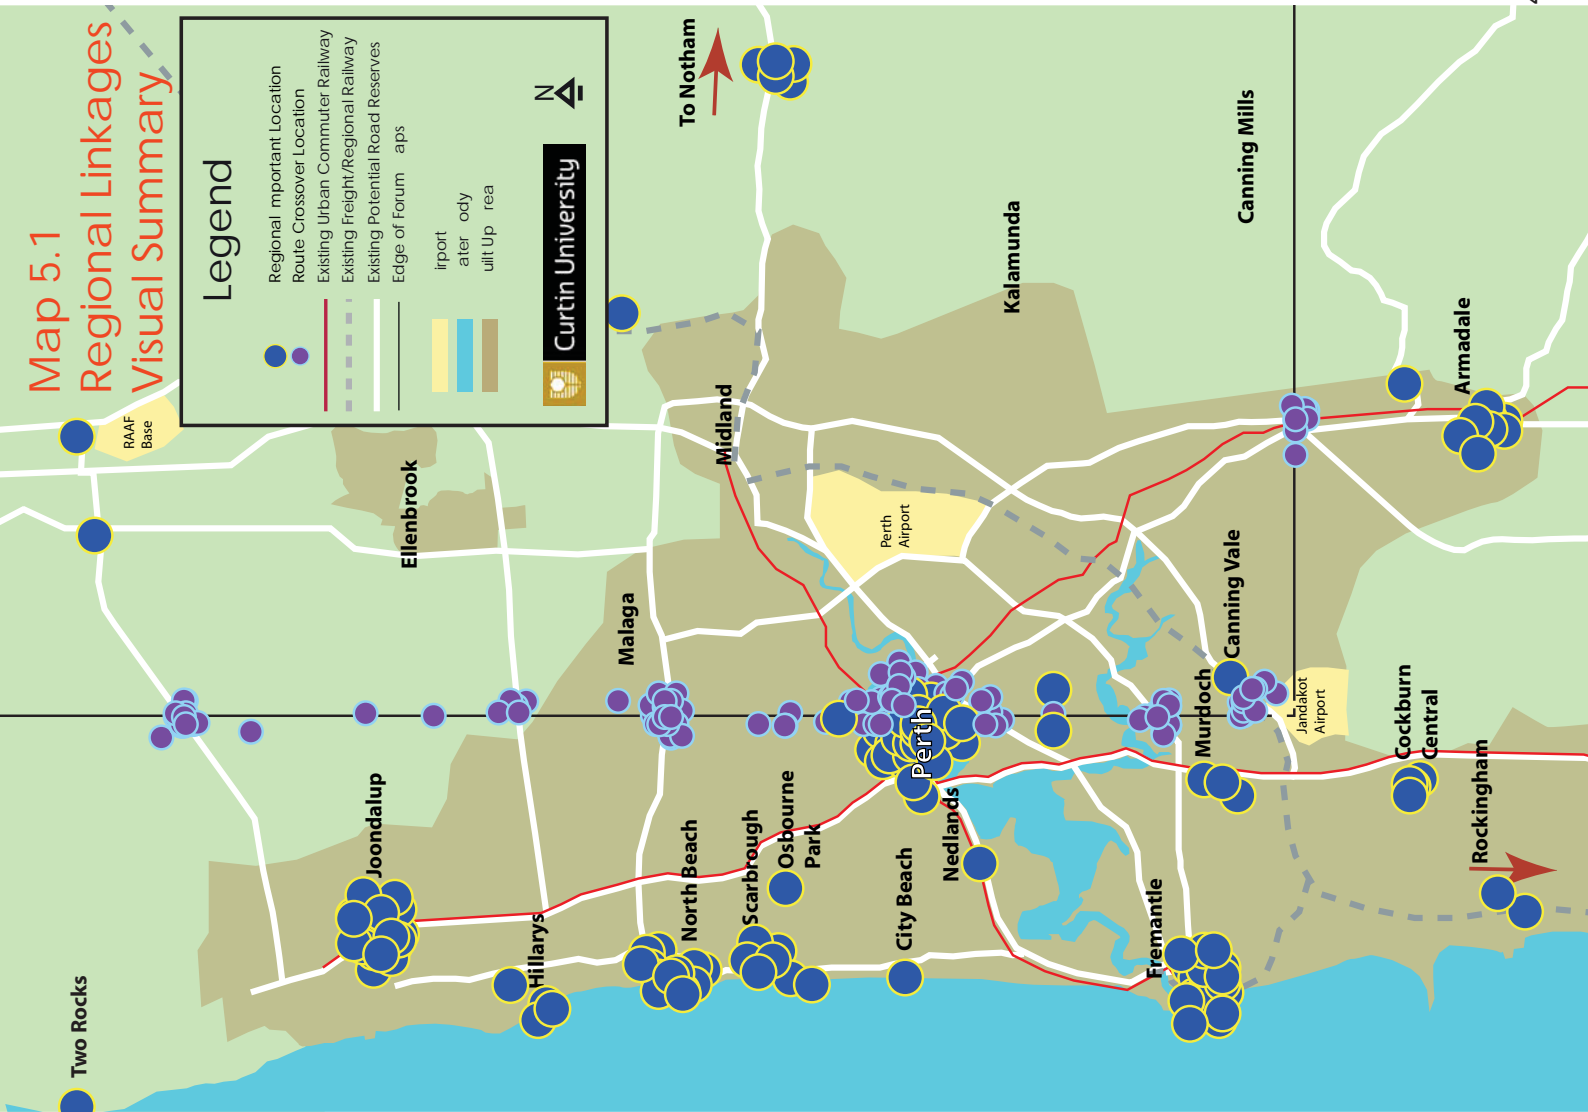 Map 5.1
Regional Linkages
Visual Summary
Legend
Regional mportant Location
Route Crossover Location
Existing Urban Commuter Railway
Existing Freight/Regional Railway
Existing Potential Road Reserves
Edge of Forum aps
irport
ater ody
uilt Up rea
N
Curtin University
To Notham
Canning Mills
Kalamunda
Armadale
RAAF
Base
Ellenbrook
Midland
Perth
Airport
Malaga
Canning Vale
Murdoch
Jandakot
Airport
Cockburn
Central
Rockingham
Perth
Joondalup
Osbourne
Park
Scarbrough
North Beach
Hillarys
City Beach
Nedlands
Fremantle
Two Rocks